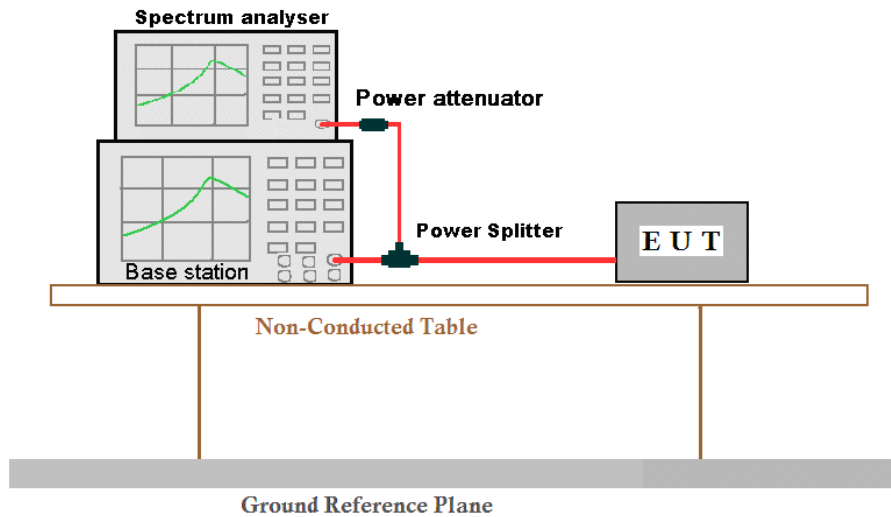 Spectrum analyser
Power attenuator
Power Splitter
E U T
Base station
Non-Conducted Table
Ground Reference Plane